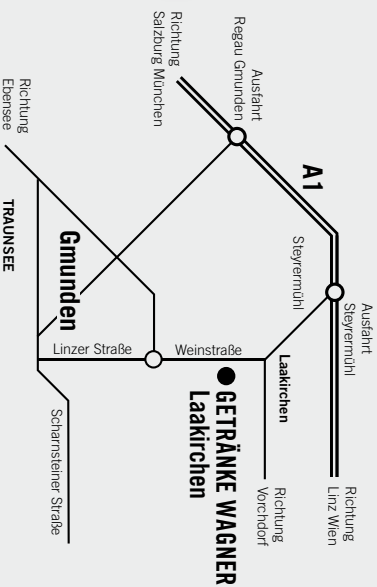 Richtung
Salzburg München
Ausfahrt
Regau Gmunden
A1
Ausfahrt
Steyrermühl
Steyrermühl
Richtung
Linz Wien
Laakirchen
Richtung
Vorchdorf
GETRÄNKE WAGNER
Laakirchen
Weinstraße
Linzer Straße
Gmunden
Richtung
Ebensee
TRAUNSEE
Scharnsteiner Straße